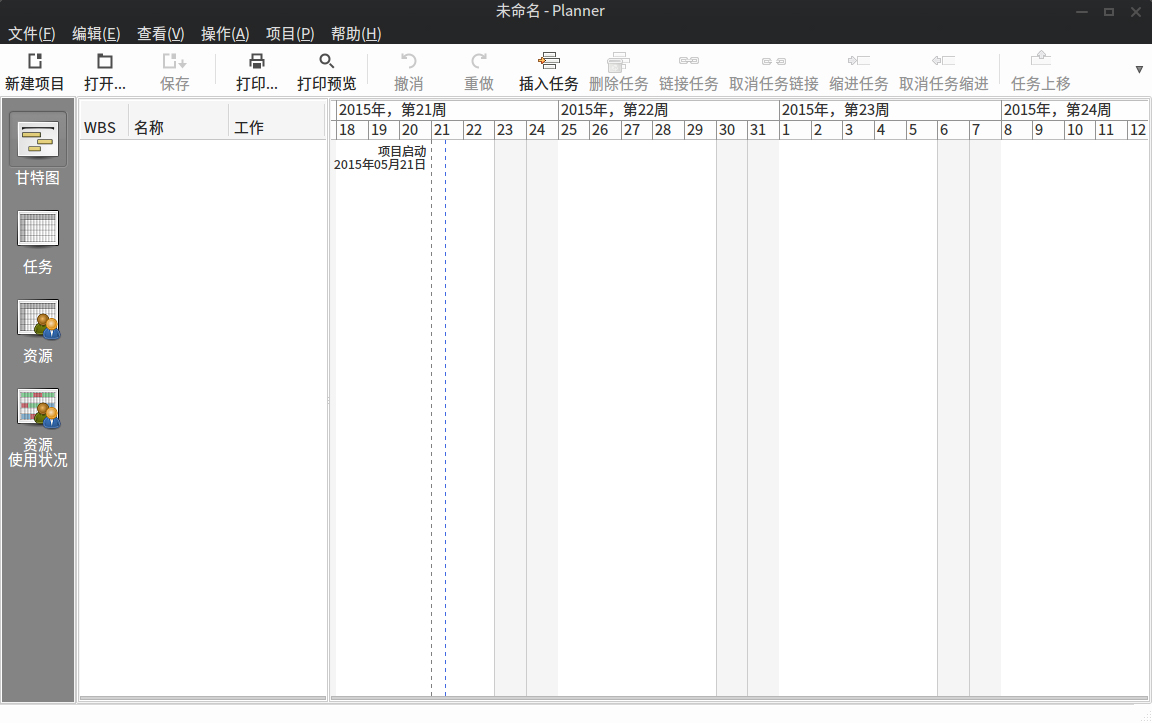 未命名 - Planner
文件(F) 编辑(E) 查看(V) 操作(A) 项目(P) 帮助(H)
新建项目 打开... 保存 打印... 打印预览 撤消 重做 插入任务 删除任务 链接任务 取消任务链接 缩进任务 取消任务缩进 任务上移
WBS 名称 工作
2015年，第21周 2015年，第22周 2015年，第23周 2015年，第24周
18 19 20 21 22 23 24 25 26 27 28 29 30 31 1 2 3 4 5 6 7 8 9 10 11 12
项目启动
2015年05月21日
甘特图
任务
资源
资源
使用状况